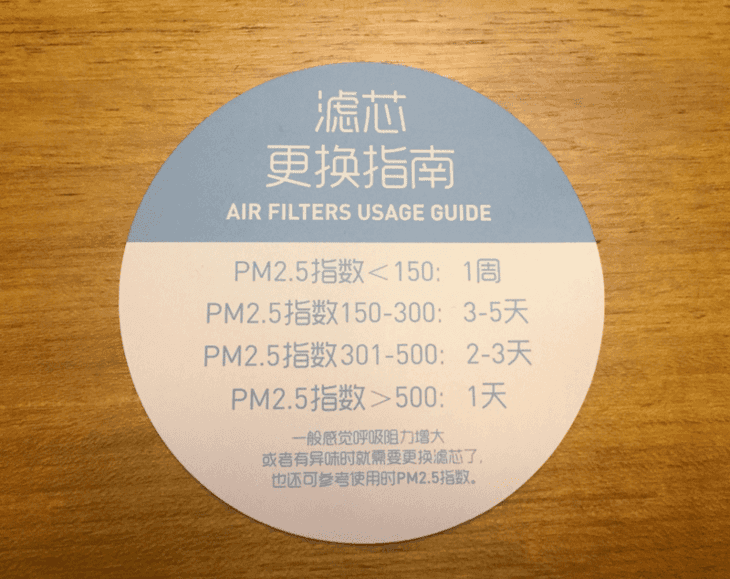 滤芯
更换指南
AIR FILTERS USAGE GUIDE
PM2.5指数<150: 1周
PM2.5指数150-300: 3-5天
PM2.5指数301-500: 2-3天
PM2.5指数>500: 1天
一般感觉呼吸阻力增大
或者有异味时就需要更换滤芯了,
也还可参考使用时PM2.5指数。